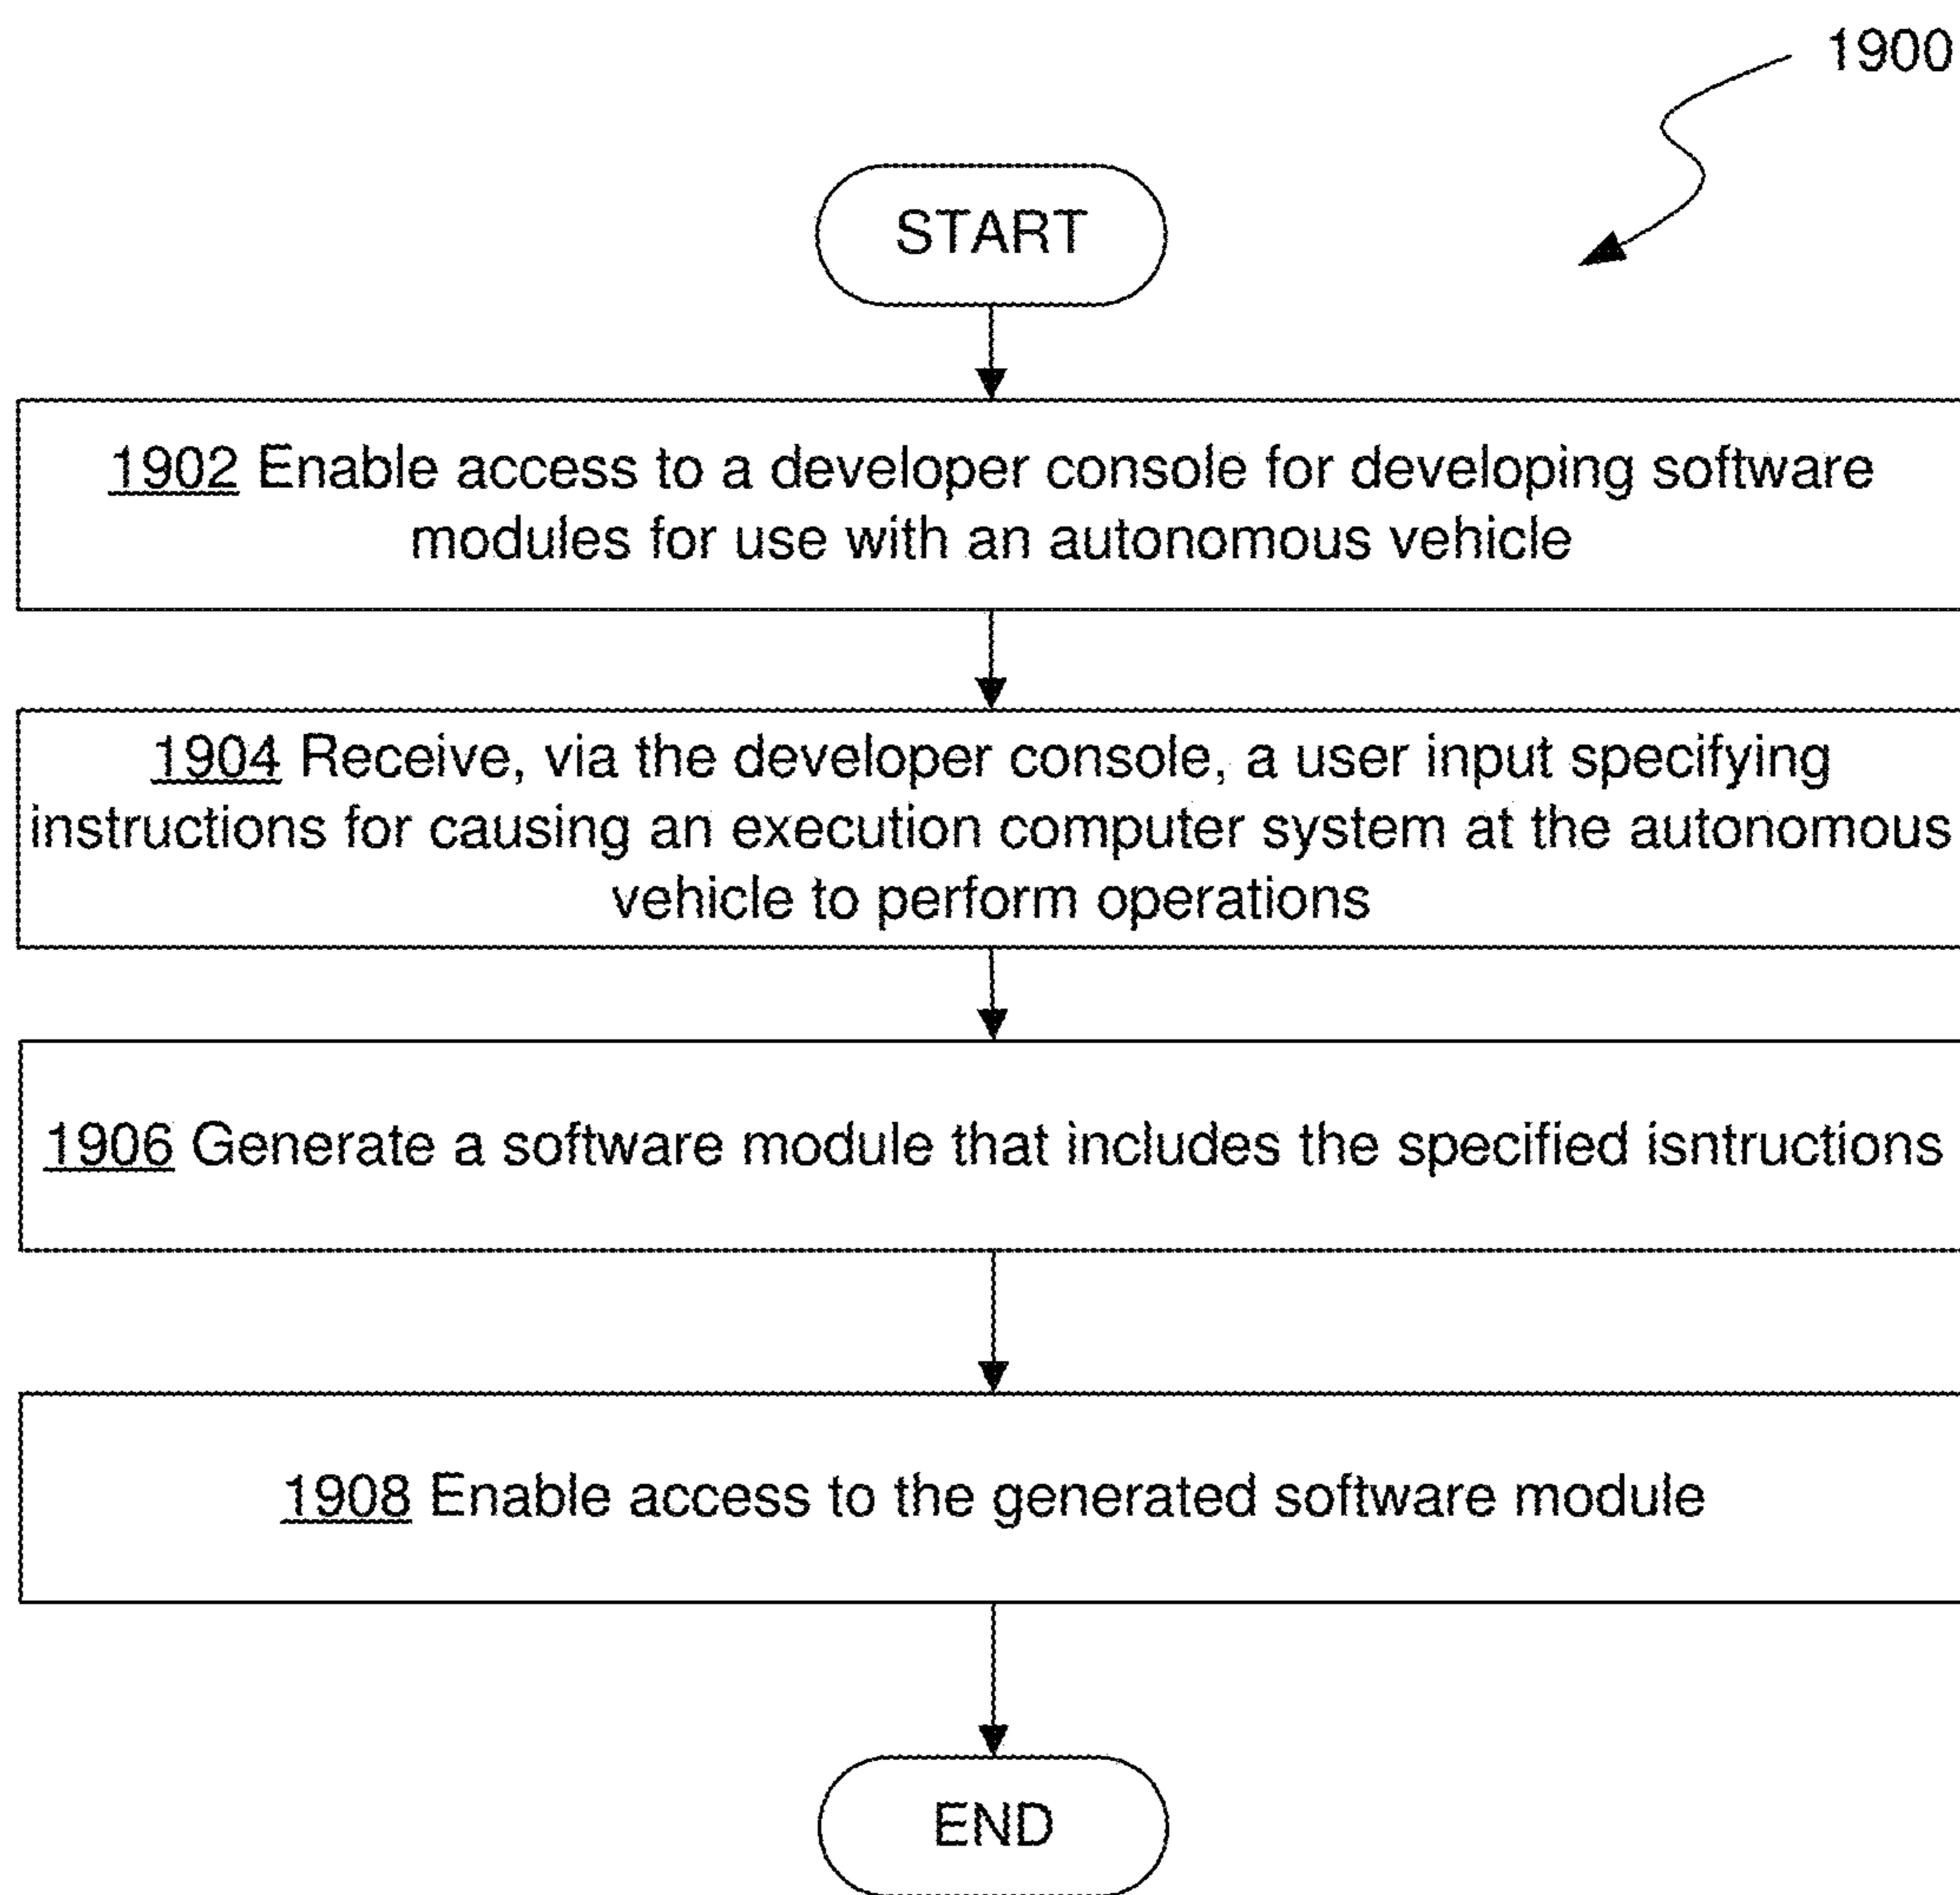 1900
START
1902 Enable access to a developer console for developing software
modules for use with an autonomous vehicle
1904 Receive, via the developer console, a user input specifying
instructions for causing an execution computer system at the autonomous
vehicle to perform operations
1906 Generate a software module that includes the specified isntructions
1908 Enable access to the generated software module
END